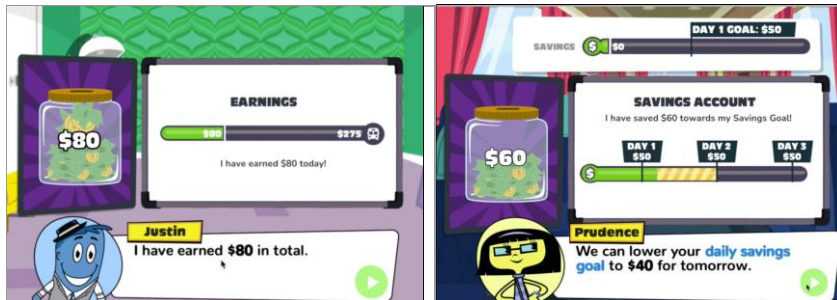 EARNINGS
$80
$80
$275
I have earned $80 today!
Justin
I have earned $80 in total.
DAY 1 GOAL: $50
SAVINGS
$
$0
SAVINGS ACCOUNT
I have saved $60 towards my Savings Goal!
$60
DAY 1
$50
DAY 2
$50
DAY 3
$50
$
Prudence
We can lower your daily savings
goal to $40 for tomorrow.